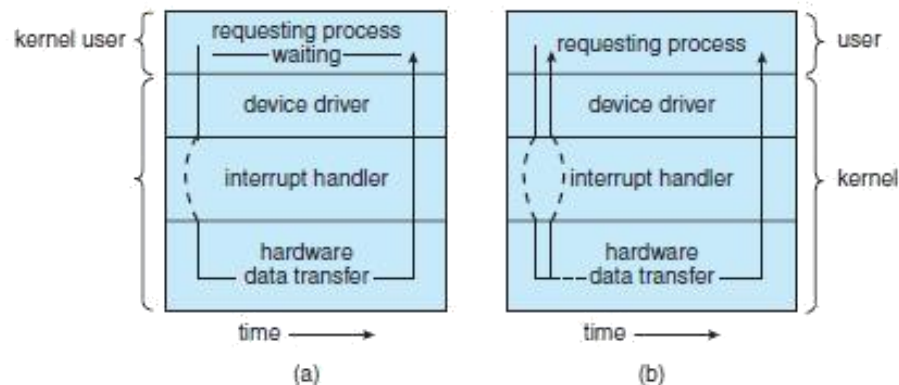 kernel user
requesting process
waiting
device driver
interrupt handler
hardware
data transfer
time
(a)
requesting process
user
device driver
interrupt handler
kernel
hardware
data transfer
time
(b)